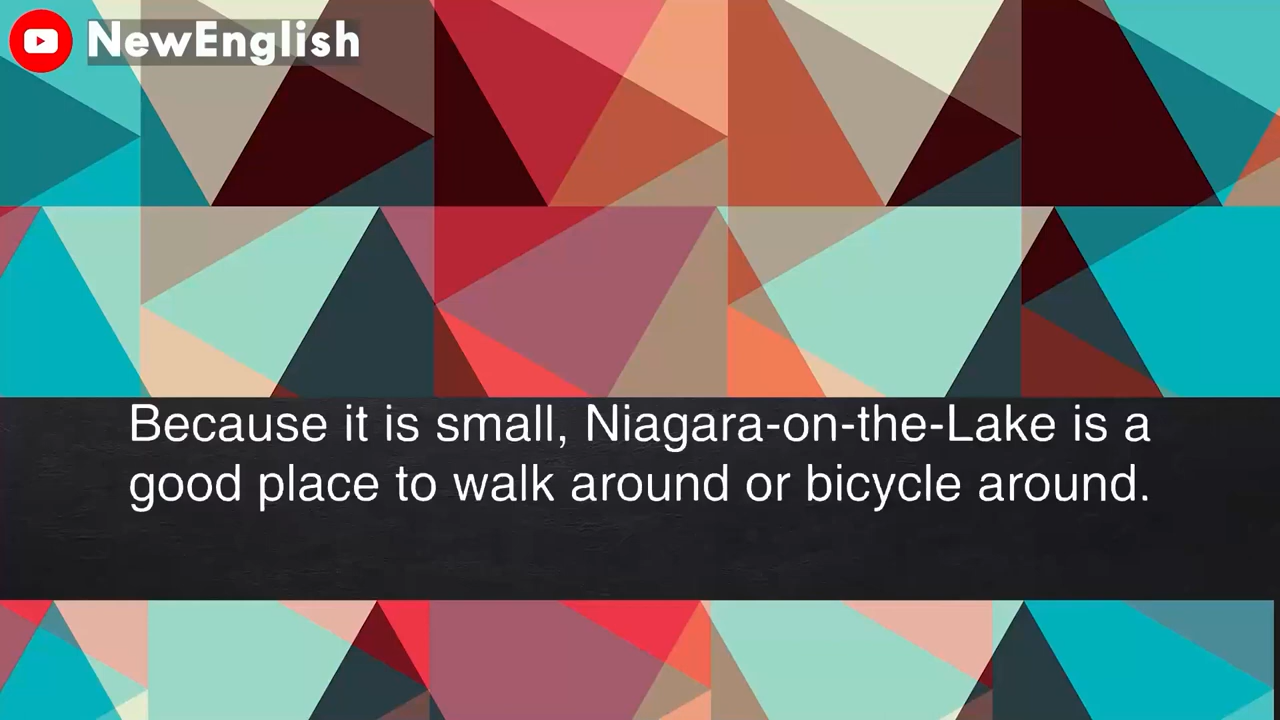 NewEnglish
Because it is small, Niagara-on-the-Lake is a
good place to walk around or bicycle around.